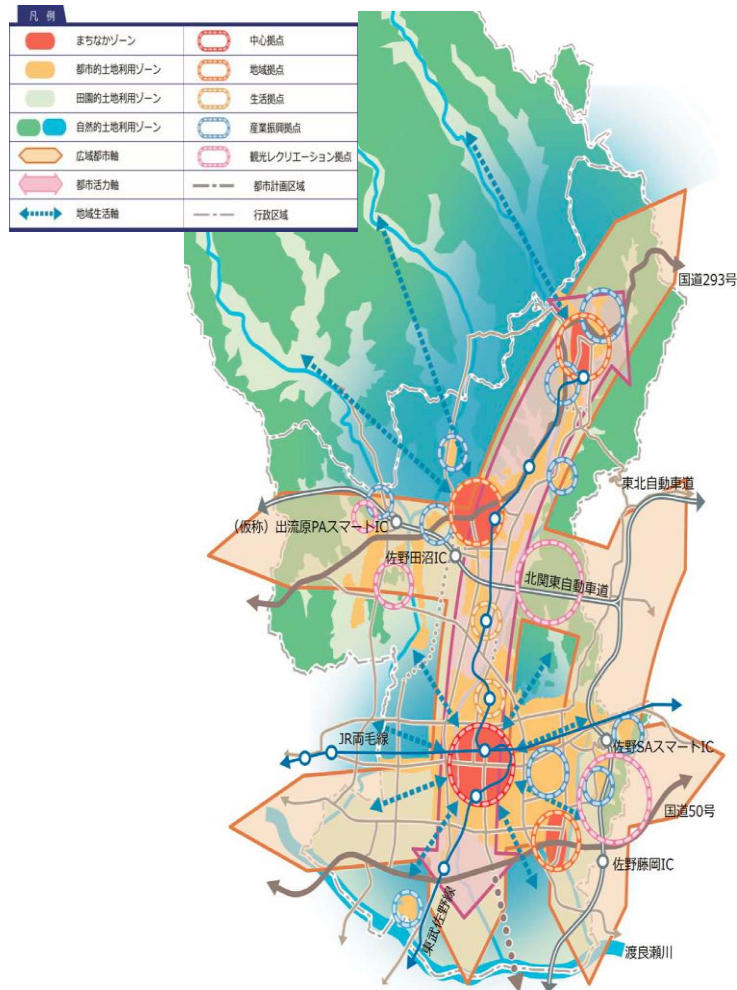 凡 例
まちなかゾーン
中心拠点
都市的土地利用ゾーン
地域拠点
田園的土地利用ゾーン
生活拠点
自然的土地利用ゾーン
産業振興拠点
広域都市軸
観光レクリエーション拠点
都市活力軸
都市計画区域
地域生活軸
行政区域
国道293号
東北自動車道
(仮称) 出流原PAスマートIC
佐野田沼IC
北関東自動車道
JR両毛線
佐野SAスマートIC
国道50号
佐野藤岡IC
東武佐野線
渡良瀬川